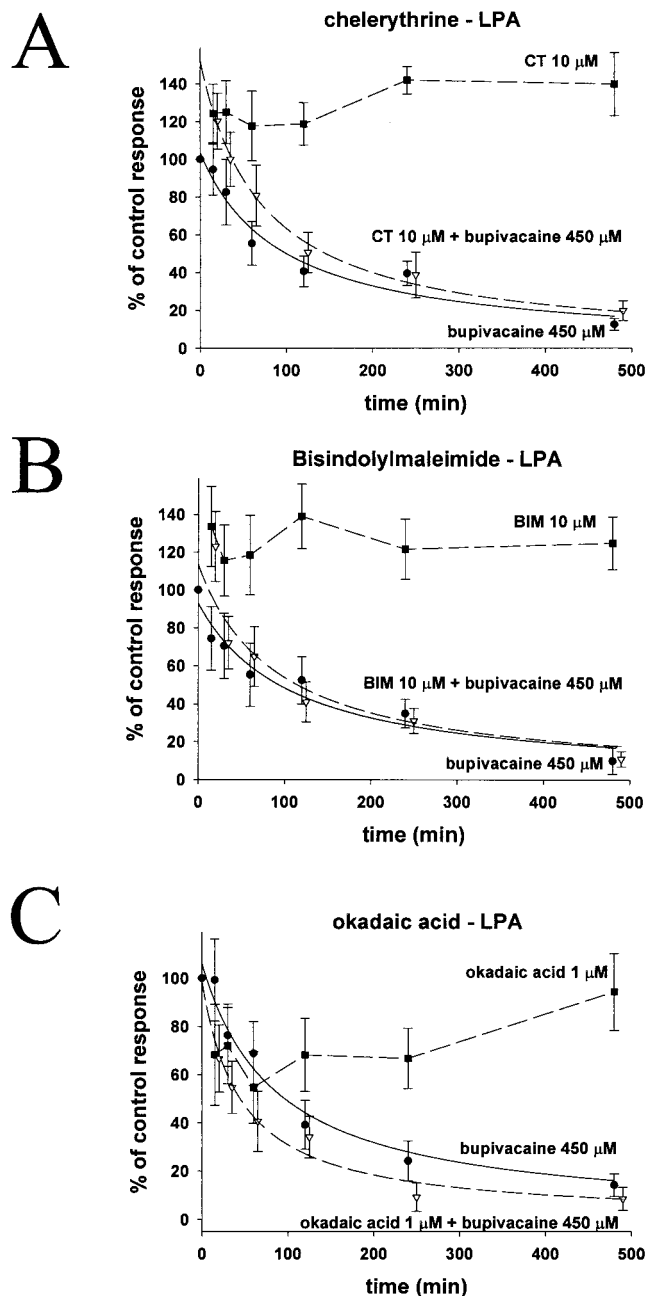 A
chelerythrine - LPA
CT 10 µM
140
120
100
80
60
40
20
0
% of control response
CT 10 µM + bupivacaine 450 µM
bupivacaine 450 µM
0 100 200 300 400 500
time (min)
B
Bisindolylmaleimide - LPA
BIM 10 µM
140
120
100
80
60
40
20
0
% of control response
BIM 10 µM + bupivacaine 450 µM
bupivacaine 450 µM
0 100 200 300 400 500
time (min)
C
okadaic acid - LPA
okadaic acid 1 µM
100
80
60
40
20
0
% of control response
bupivacaine 450 µM
okadaic acid 1 µM + bupivacaine 450 µM
0 100 200 300 400 500
time (min)